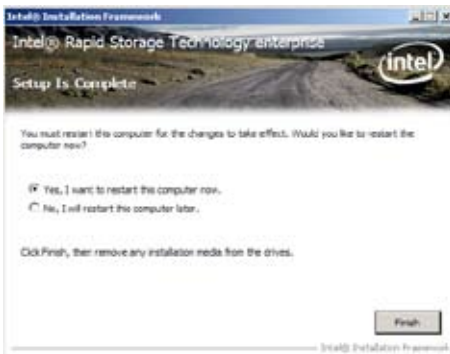 Intel® Installation Framework
Intel® Rapid Storage Technology enterprise
intel
Setup Is Complete
You must restart this computer for the changes to take effect. Would you like to restart the
computer now?
Yes, I want to restart this computer now.
No, I will restart this computer later.
Click Finish, then remove any installation media from the drives.
Finish
Intel® Installation Framework